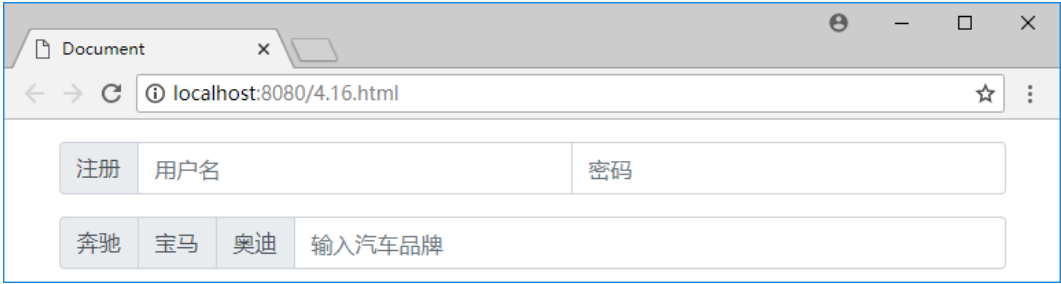 Document
localhost:8080/4.16.html
注册 用户名 密码
奔驰 宝马 奥迪 输入汽车品牌